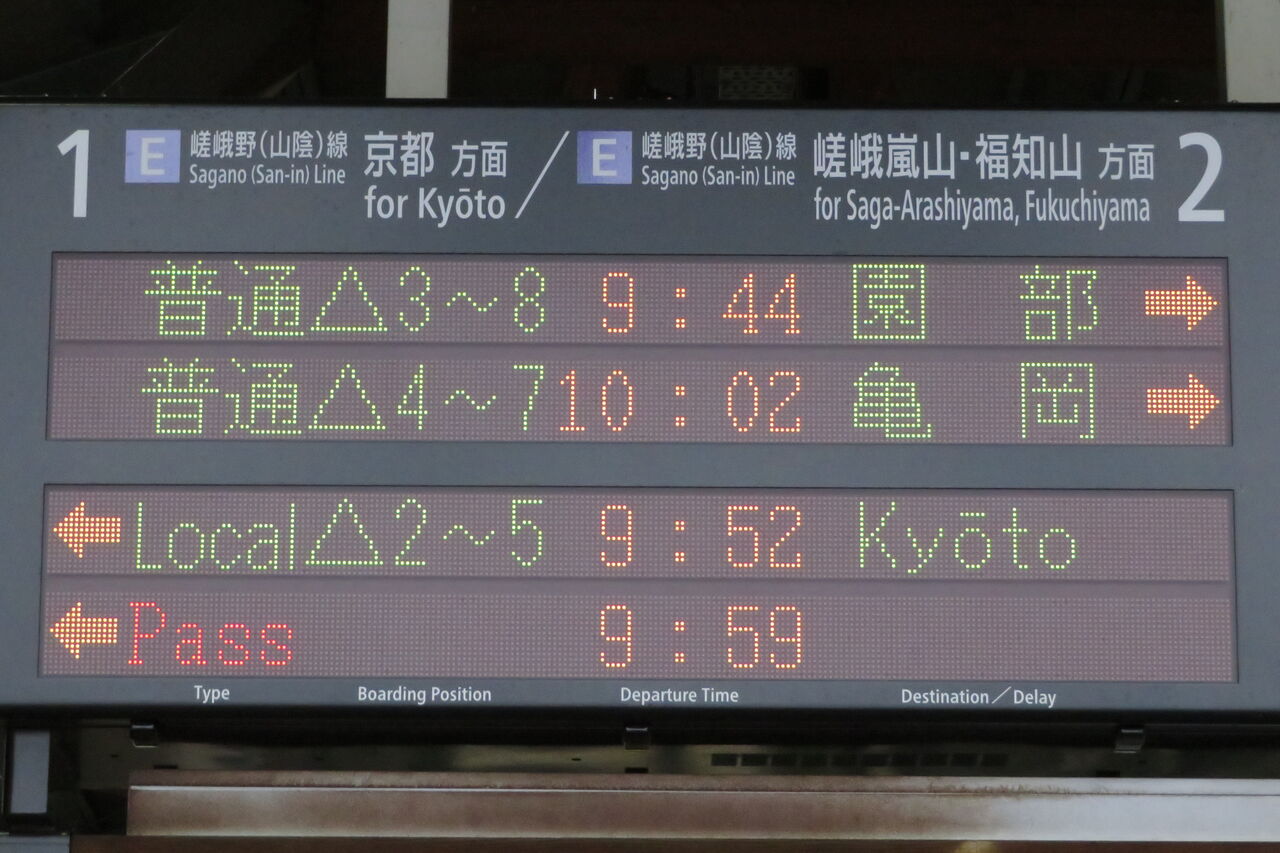 1 E 嵯峨野(山陰)線 京都 方面 / E 嵯峨野(山陰)線 嵯峨嵐山・福知山 方面 2
Sagano (San-in) Line for Kyōto Sagano (San-in) Line for Saga-Arashiyama, Fukuchiyama
普通△3~8 9:44 園部 →
普通△4~7 10:02 亀岡 →
← Local△2~5 9:52 Kyōto
← Pass 9:59
Type Boarding Position Departure Time Destination/Delay